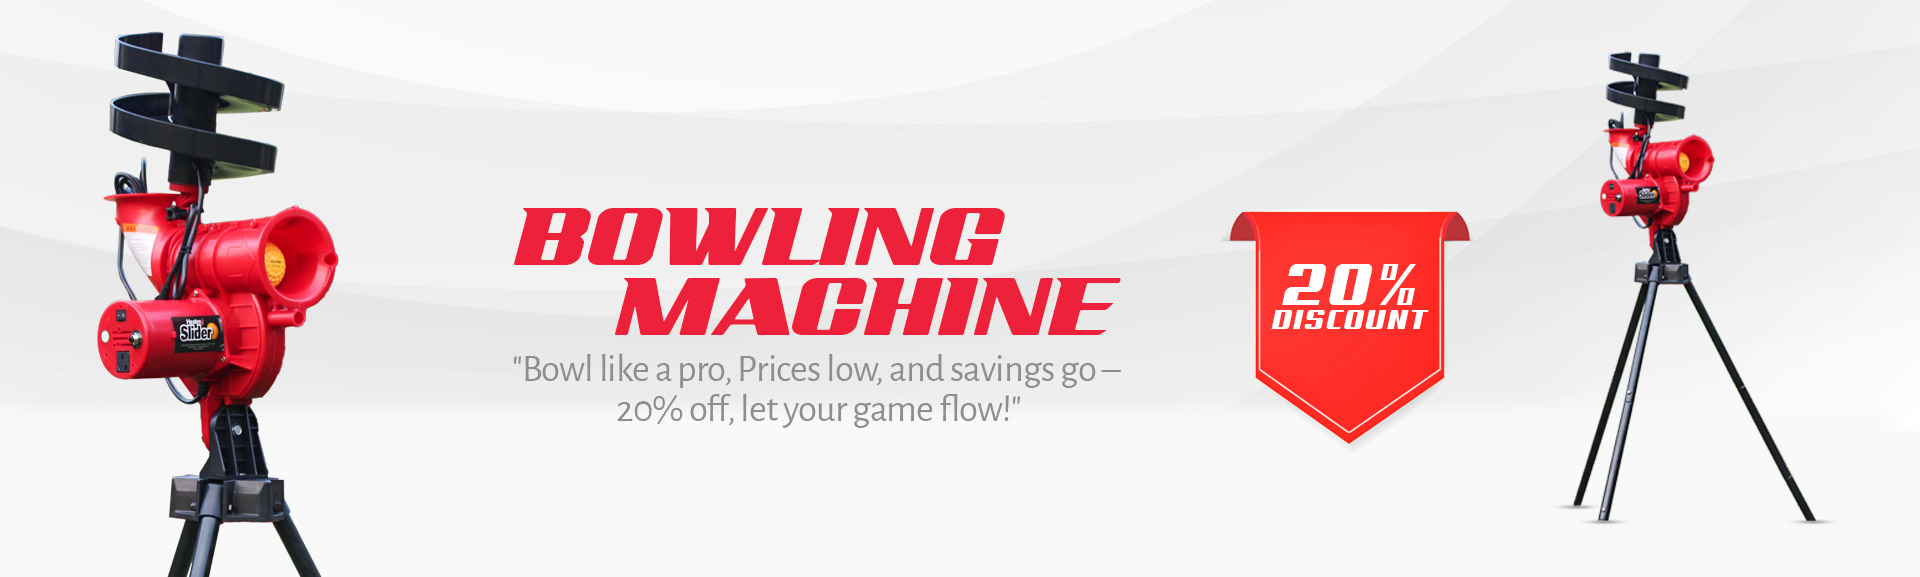 BOWLING
MACHINE
"Bowl like a pro, Prices low, and savings go –
20% off, let your game flow!"
20%
DISCOUNT
Slider